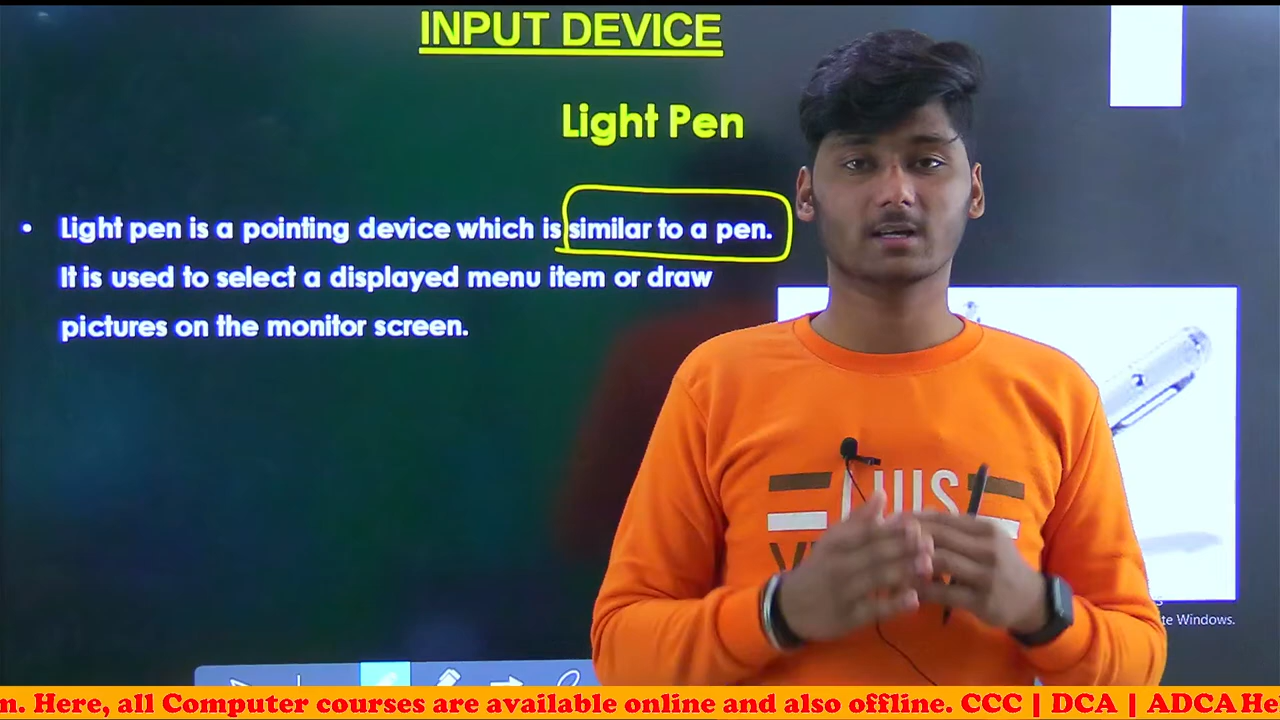 INPUT DEVICE
Light Pen
• Light pen is a pointing device which is similar to a pen.
It is used to select a displayed menu item or draw
pictures on the monitor screen.
Windows.
Here, all Computer courses are available online and also offline. CCC | DCA | ADCA